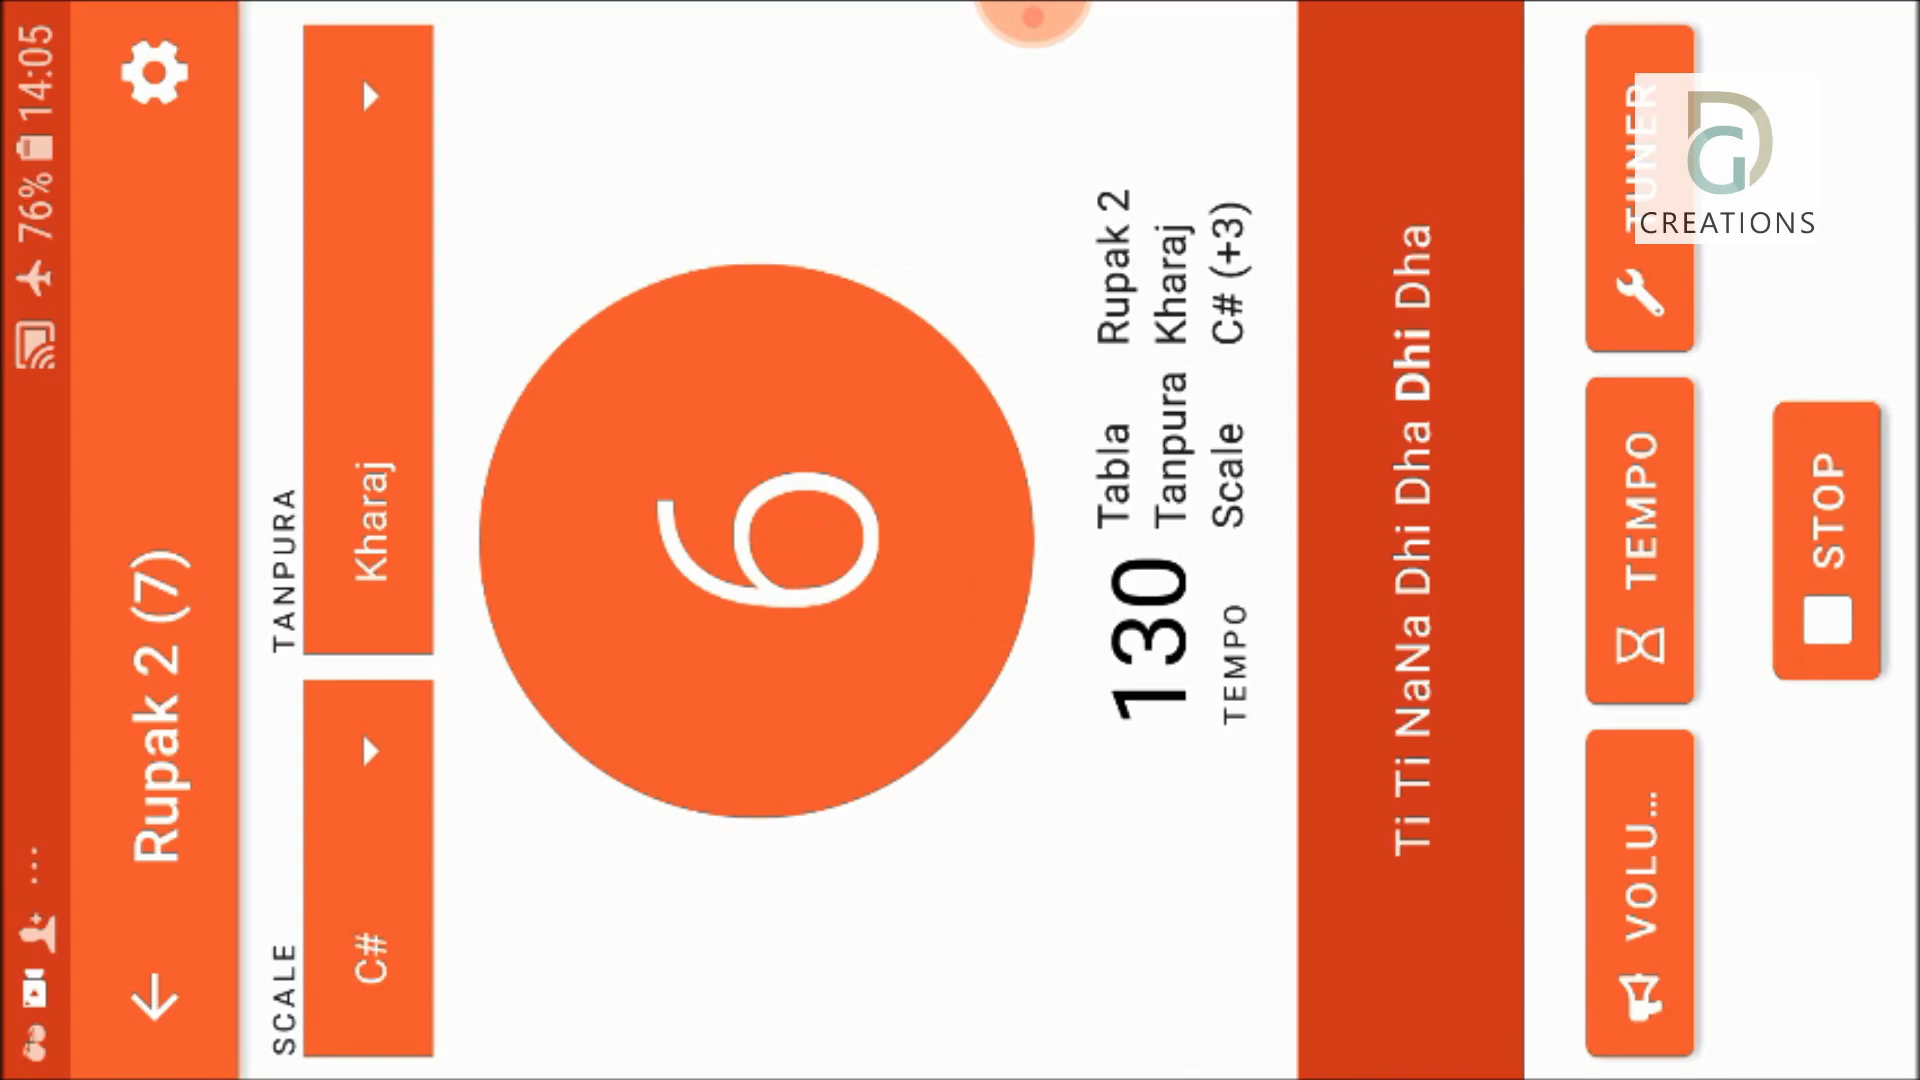 76% 14:05
Rupak 2 (7)
SCALE
TANPURA
C#
Kharaj
6
130
TEMPO
Tabla Rupak 2
Tanpura Kharaj
Scale C# (+3)
Ti Ti NaNa Dhi Dha Dhi Dha
VOLU...
TEMPO
TUNER
STOP
DG
CREATIONS